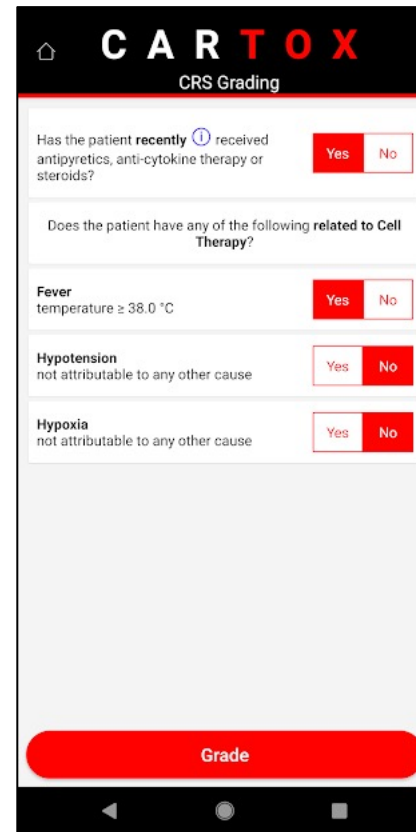 CARTOX
CRS Grading
Has the patient recently ⓘ received
antipyretics, anti-cytokine therapy or
steroids?
Yes No
Does the patient have any of the following related to Cell
Therapy?
Fever
temperature ≥ 38.0 °C
Yes No
Hypotension
not attributable to any other cause
Yes No
Hypoxia
not attributable to any other cause
Yes No
Grade